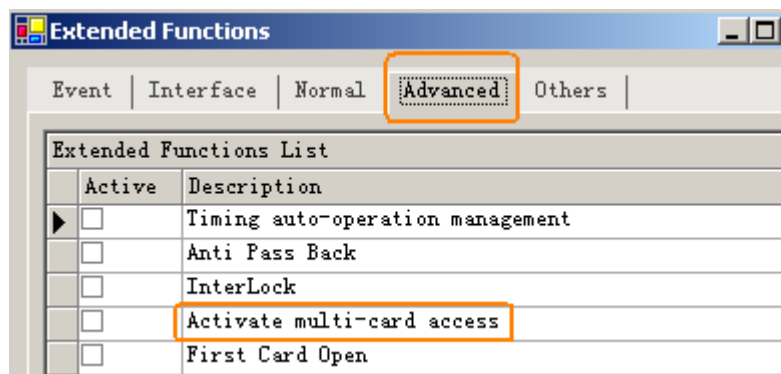 Extended Functions
Event | Interface | Normal Advanced Others |
Extended Functions List
Active Description
Timing auto-operation management
Anti Pass Back
InterLock
Activate multi-card access
First Card Open